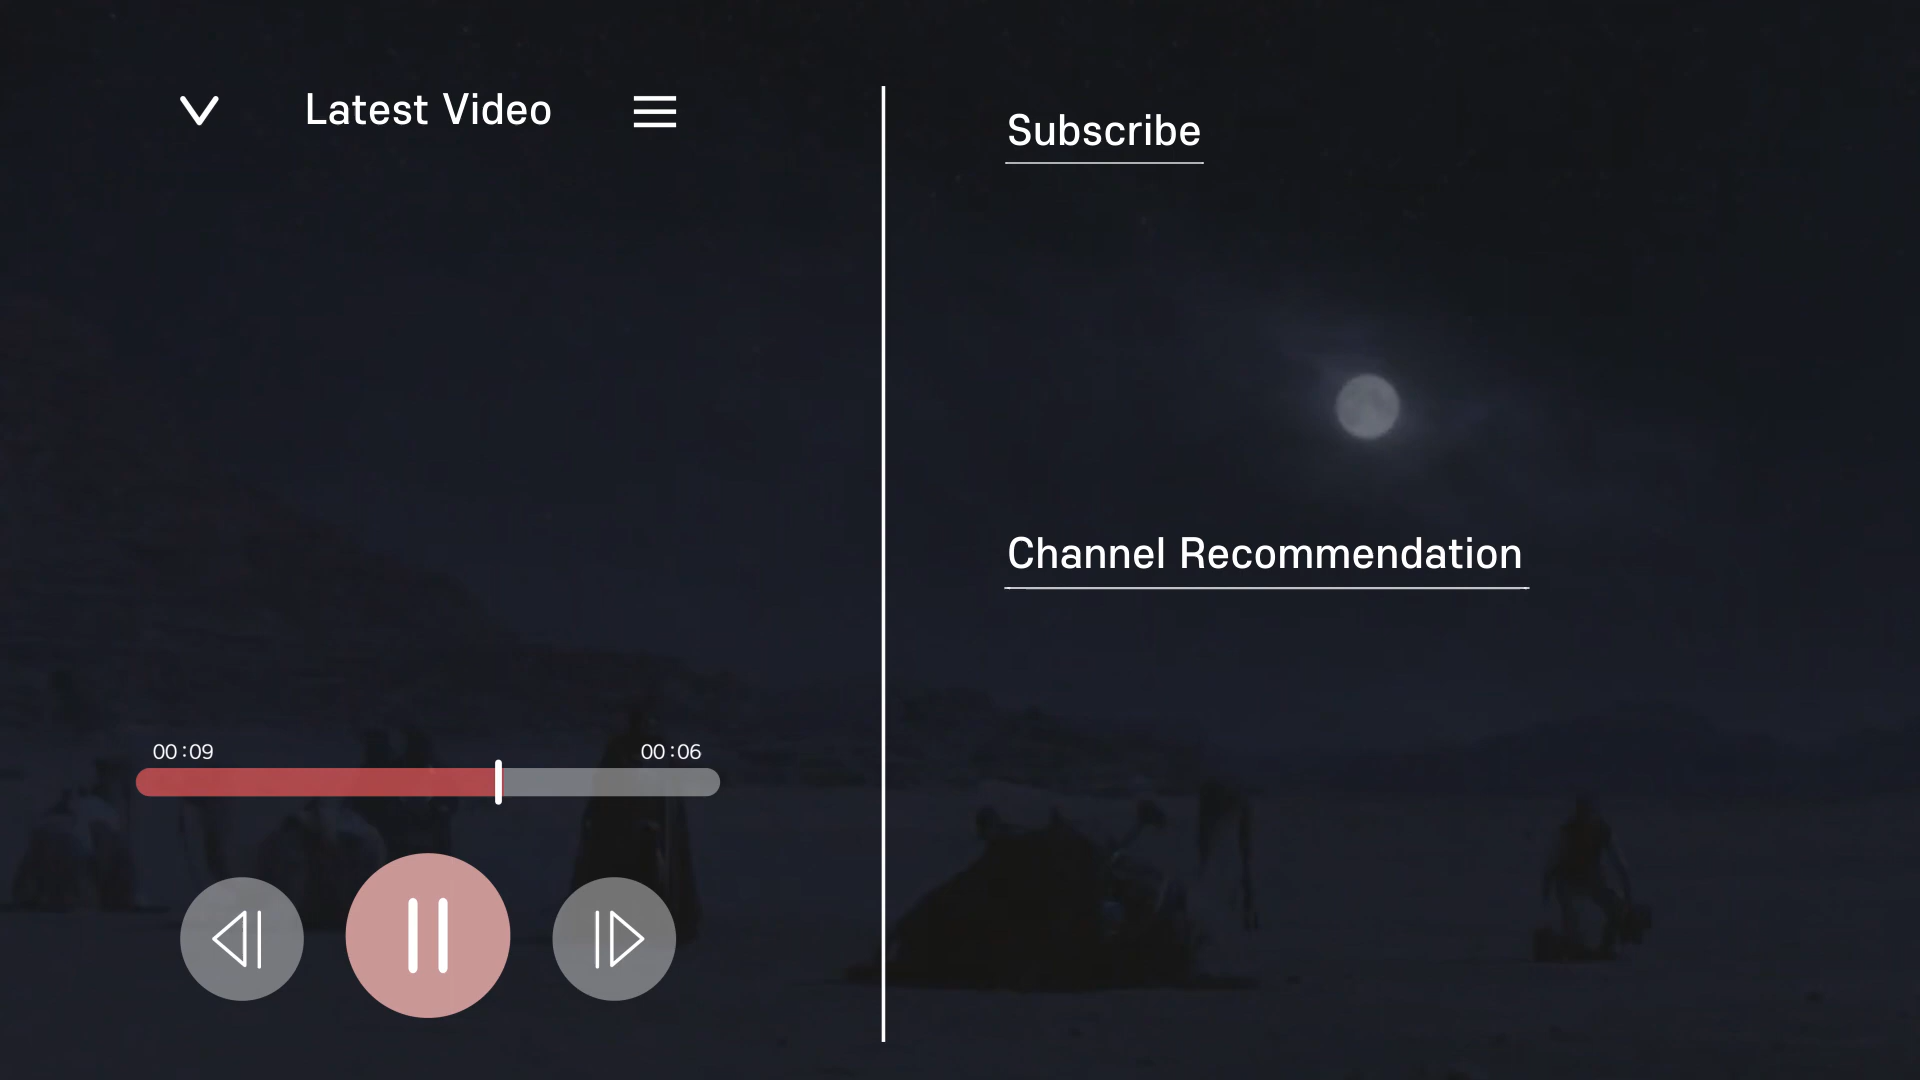 Latest Video
Subscribe
Channel Recommendation
00:09
00:06